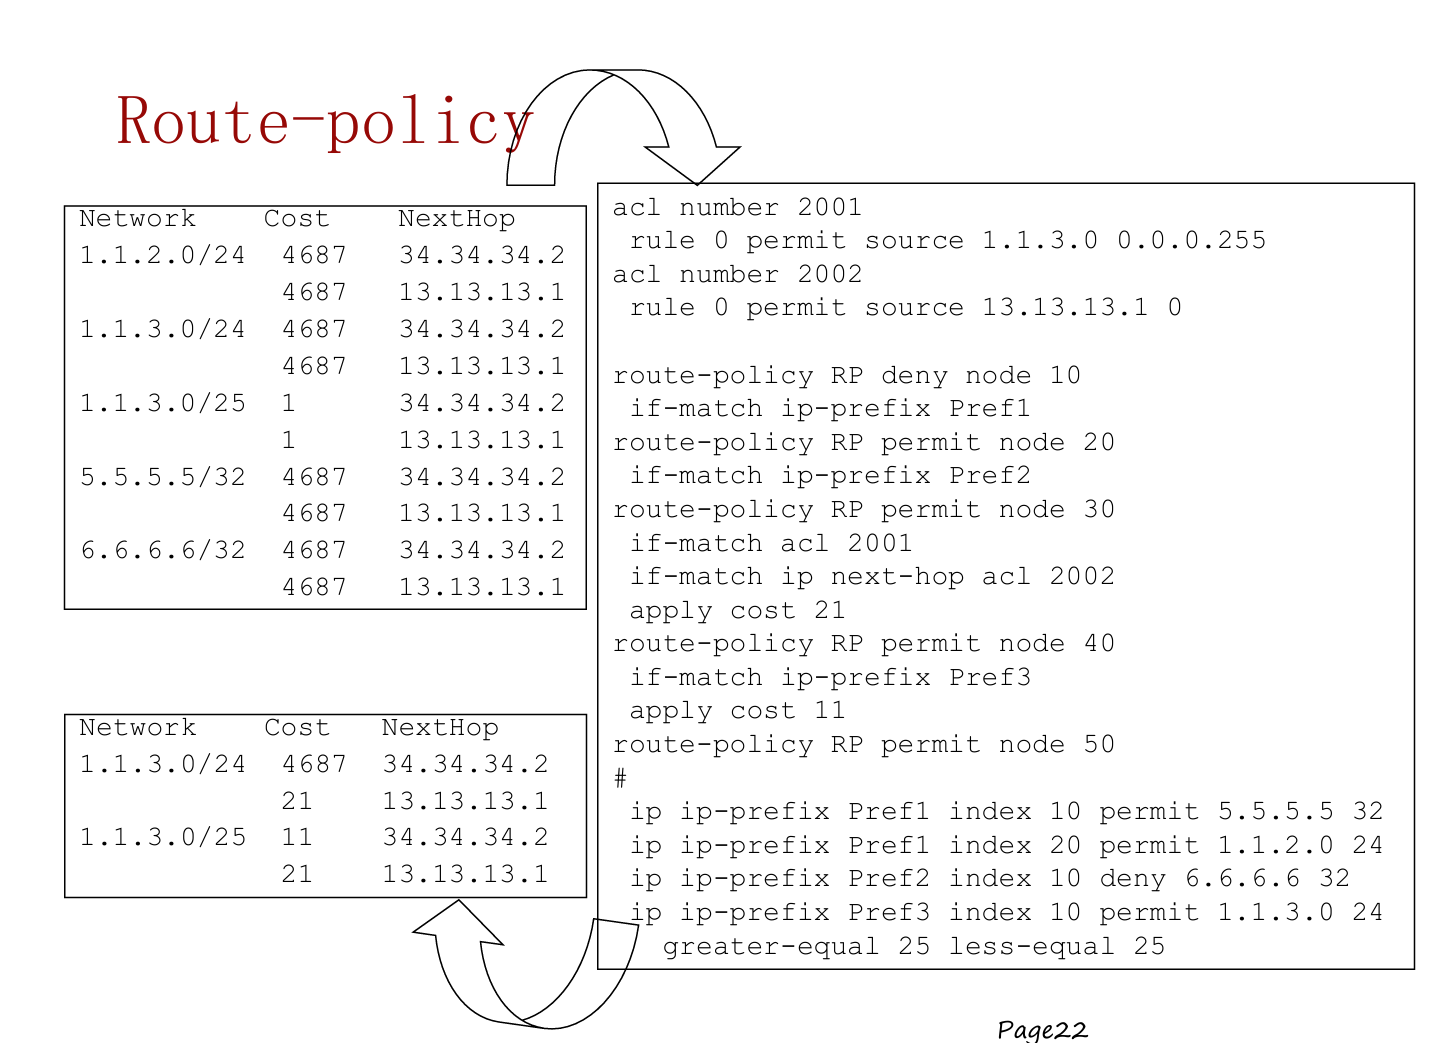 Route-policy
Network Cost NextHop
1.1.2.0/24 4687 34.34.34.2
4687 13.13.13.1
1.1.3.0/24 4687 34.34.34.2
4687 13.13.13.1
1.1.3.0/25 1 34.34.34.2
1 13.13.13.1
5.5.5.5/32 4687 34.34.34.2
4687 13.13.13.1
6.6.6.6/32 4687 34.34.34.2
4687 13.13.13.1
Network Cost NextHop
1.1.3.0/24 4687 34.34.34.2
21 13.13.13.1
1.1.3.0/25 11 34.34.34.2
21 13.13.13.1
acl number 2001
rule 0 permit source 1.1.3.0 0.0.0.255
acl number 2002
rule 0 permit source 13.13.13.1 0
route-policy RP deny node 10
if-match ip-prefix Pref1
route-policy RP permit node 20
if-match ip-prefix Pref2
route-policy RP permit node 30
if-match acl 2001
if-match ip next-hop acl 2002
apply cost 21
route-policy RP permit node 40
if-match ip-prefix Pref3
apply cost 11
route-policy RP permit node 50
#
ip ip-prefix Pref1 index 10 permit 5.5.5.5 32
ip ip-prefix Pref1 index 20 permit 1.1.2.0 24
ip ip-prefix Pref2 index 10 deny 6.6.6.6 32
ip ip-prefix Pref3 index 10 permit 1.1.3.0 24
greater-equal 25 less-equal 25
Page22